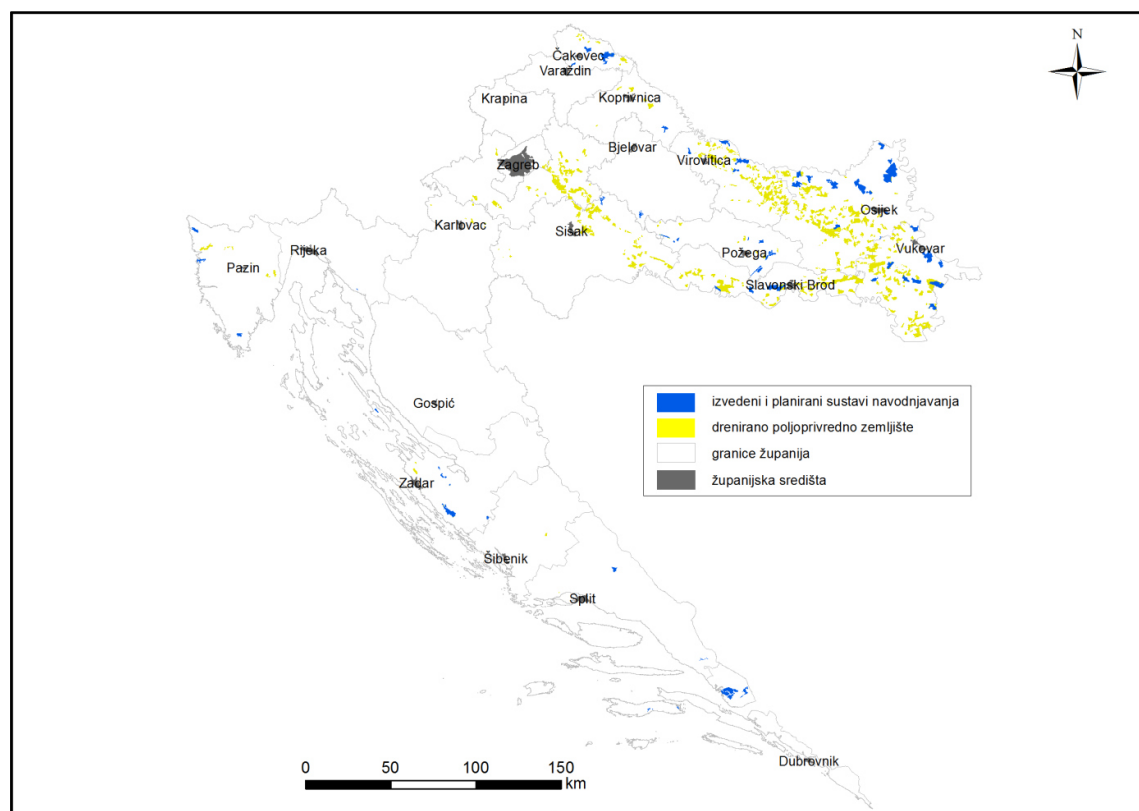 N
Čakovec
Varaždin
Krapina
Koprivnica
Bjelovar
Virovitica
Zagreb
Osijek
Karlovac
Sisak
Vukovar
Rijeka
Požega
Pazin
Slavonski Brod
Gospić
izvedeni i planirani sustavi navodnjavanja
drenirano poljoprivredno zemljište
granice županija
županijska središta
Zadar
Šibenik
Split
Dubrovnik
0 50 100 150
km